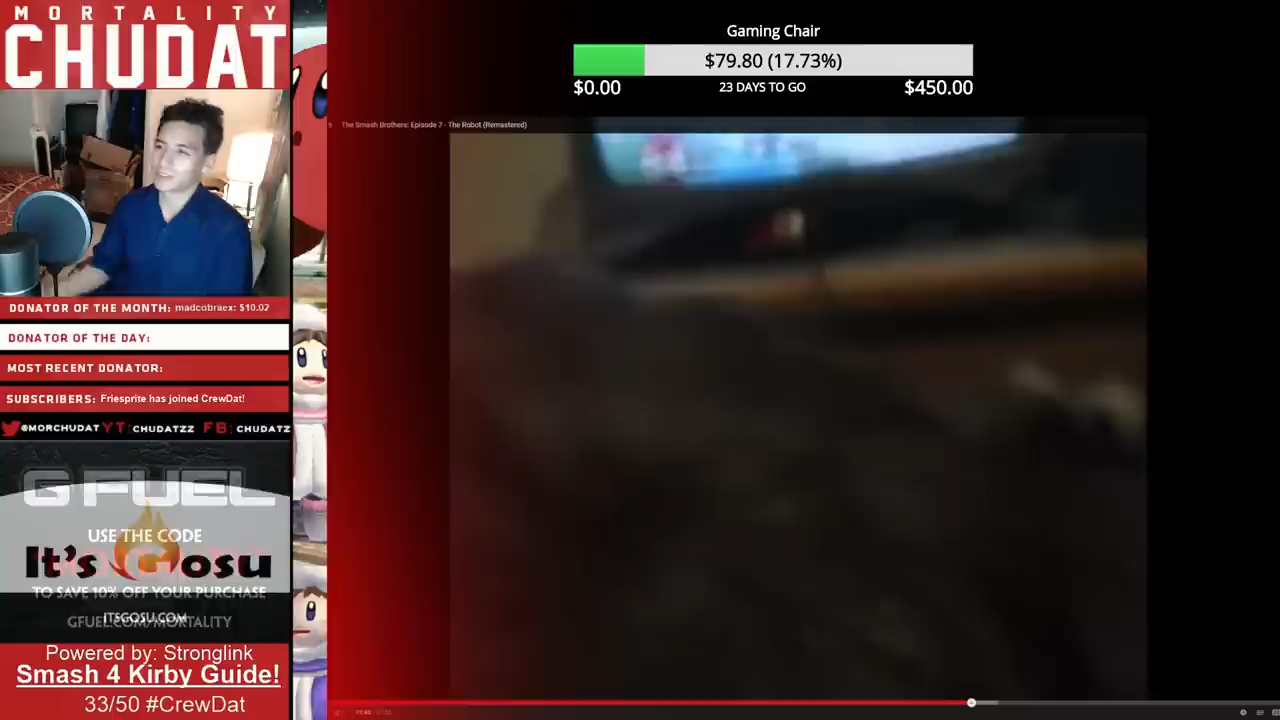 MORTALITY
CHUDAT
Gaming Chair
$79.80 (17.73%)
$0.00
23 DAYS TO GO
$450.00
The Smash Brothers: Episode 7 - The Robot (Remastered)
DONATOR OF THE MONTH: madcobraex: $10.02
DONATOR OF THE DAY:
MOST RECENT DONATOR:
SUBSCRIBERS: Friesprite has joined CrewDat!
@MORCHUDAT YT: CHUDATZZ FB: CHUDATZ
G FUEL
USE THE CODE
It's Gosu
TO SAVE 10% OFF YOUR PURCHASE
ITSGOSU.COM
GFUEL.COM/MORTALITY
Powered by: Stronglink
Smash 4 Kirby Guide!
33/50 #CrewDat